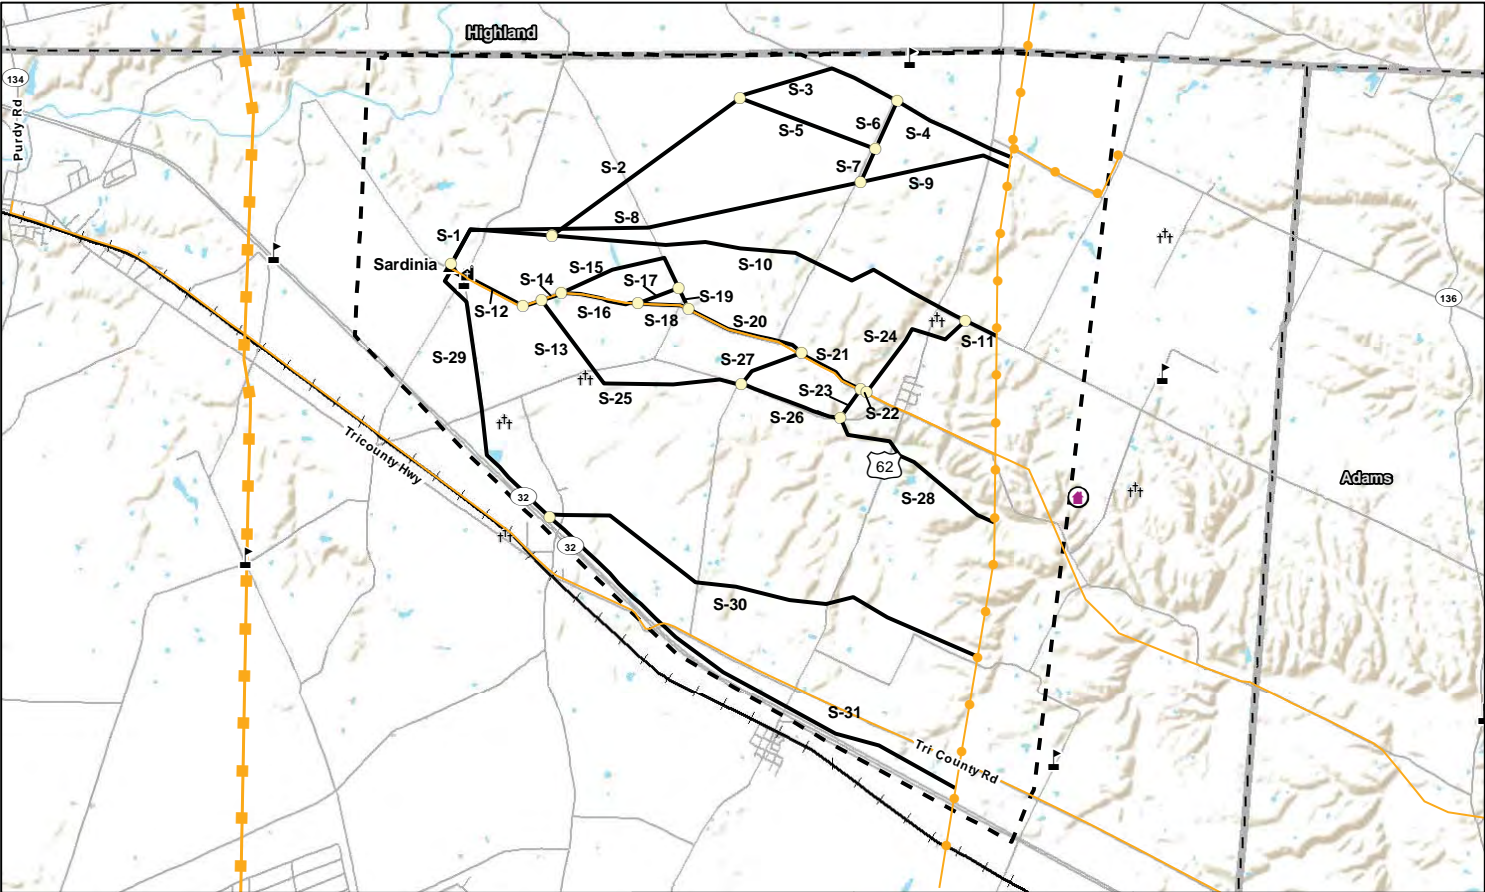 Highland
134
Purdy Rd
S-3
S-6
S-4
S-5
S-7
S-2
S-9
S-8
S-1
S-10
Sardinia
S-15
S-14
S-17
S-19
S-12
S-16
S-18
S-20
136
S-13
S-24
S-11
S-29
S-27
S-21
S-25
S-23
S-22
S-26
Tricounty Hwy
62
Adams
S-28
32
32
S-30
S-31
Tri County Rd